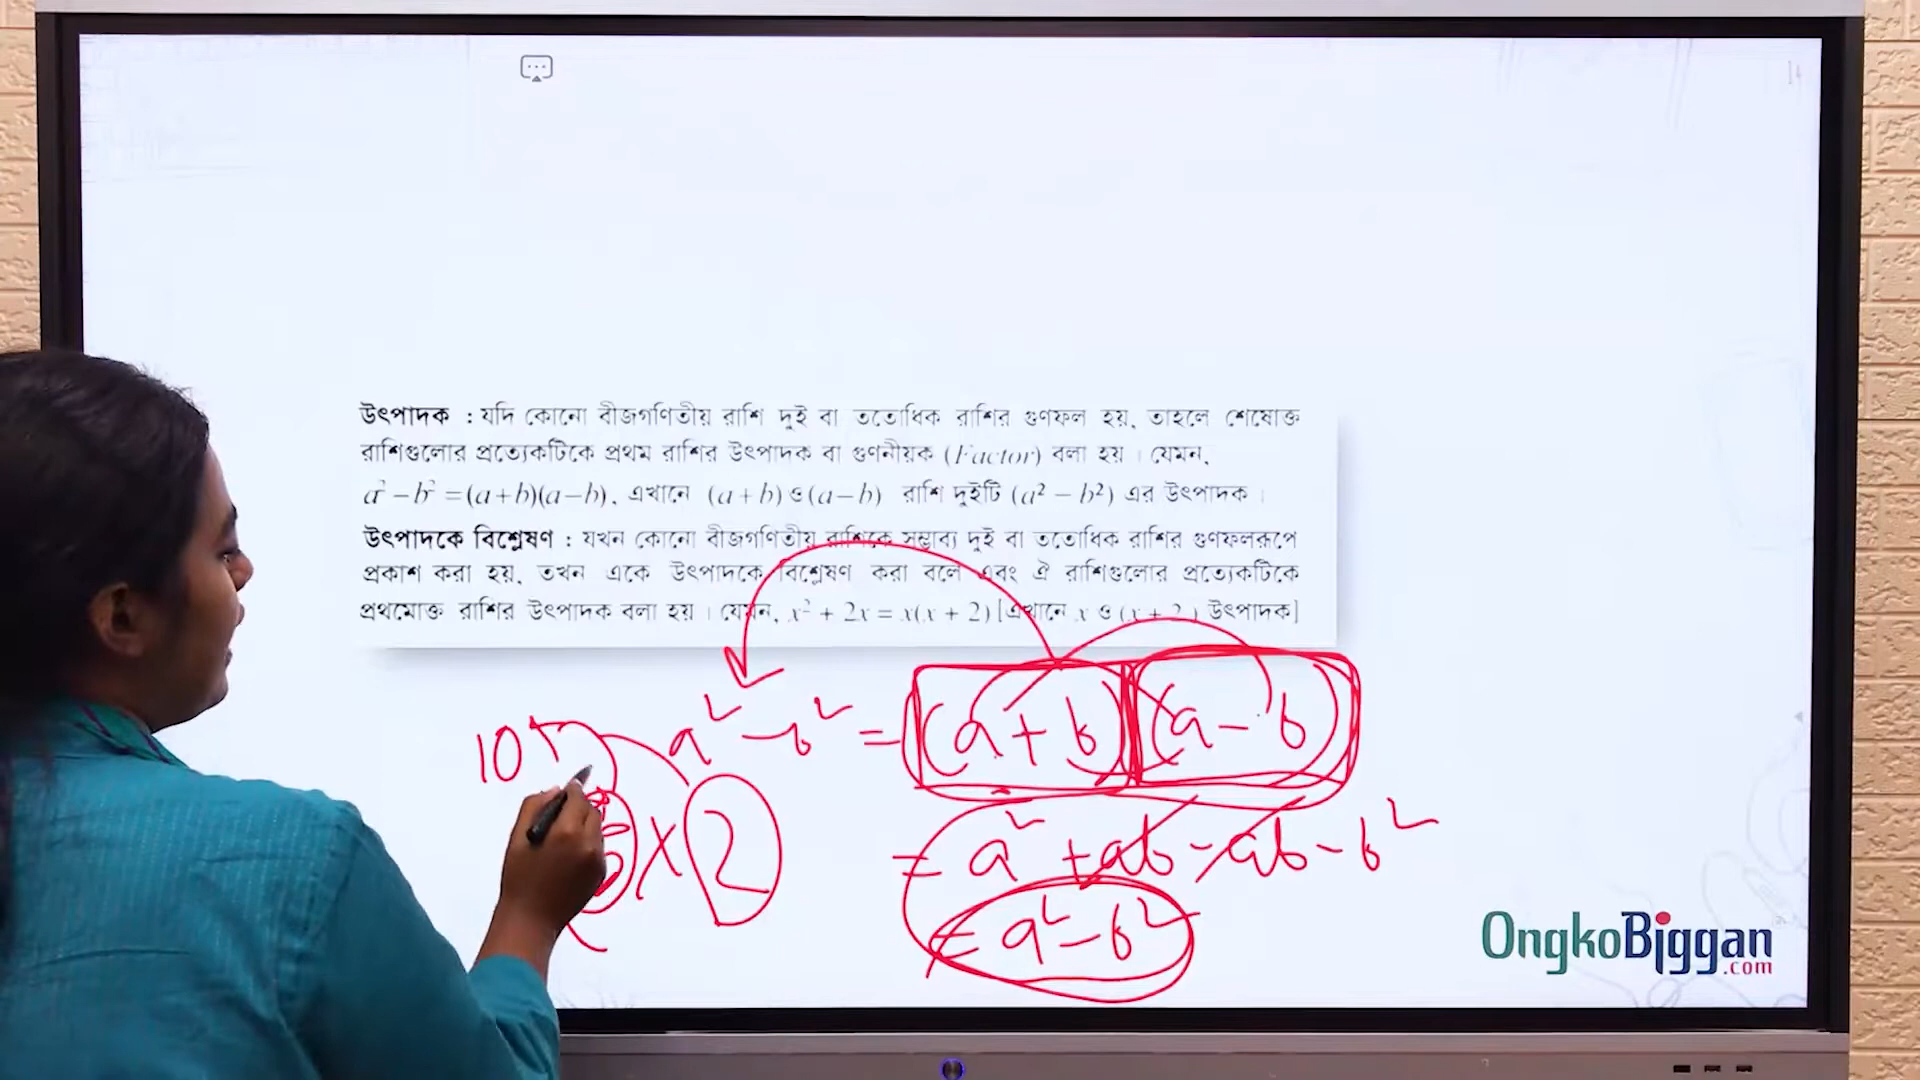 উৎপাদক : যদি কোনো বীজগণিতীয় রাশি দুই বা ততোধিক রাশির গুণফল হয়, তাহলে শেষোক্ত
রাশিগুলোর প্রত্যেকটিকে প্রথম রাশির উৎপাদক বা গুণনীয়ক (Factor) বলা হয়। যেমন,
a² − b² = (a+b)(a−b), এখানে (a+b) ও (a−b) রাশি দুইটি (a² − b²) এর উৎপাদক।
উৎপাদকে বিশ্লেষণ : যখন কোনো বীজগণিতীয় রাশিকে সম্ভাব্য দুই বা ততোধিক রাশির গুণফলরূপে
প্রকাশ করা হয়, তখন একে উৎপাদকে বিশ্লেষণ করা বলে এবং ঐ রাশিগুলোর প্রত্যেকটিকে
প্রথমোক্ত রাশির উৎপাদক বলা হয়। যেমন, x² + 2x = x(x + 2) [এখানে x ও (x + 2) উৎপাদক]
10 a² − b² = (a + b) (a − b)
× 2 = a² + ab − ab − b²
= a² − b²
OngkoBiggan
.com